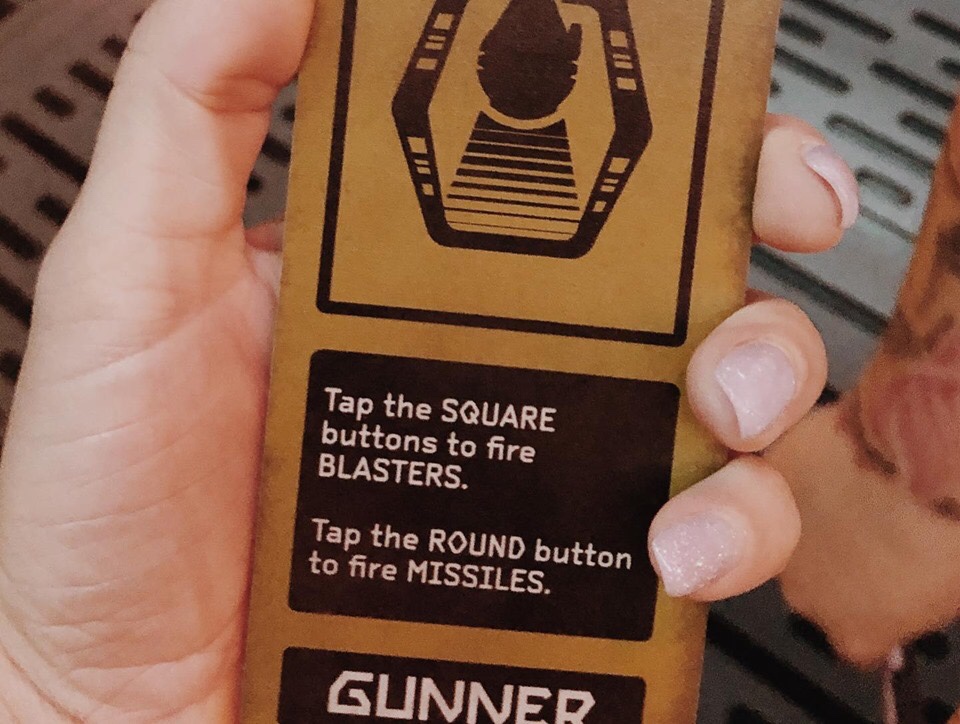 Tap the SQUARE
buttons to fire
BLASTERS.
Tap the ROUND button
to fire MISSILES.
GUNNER